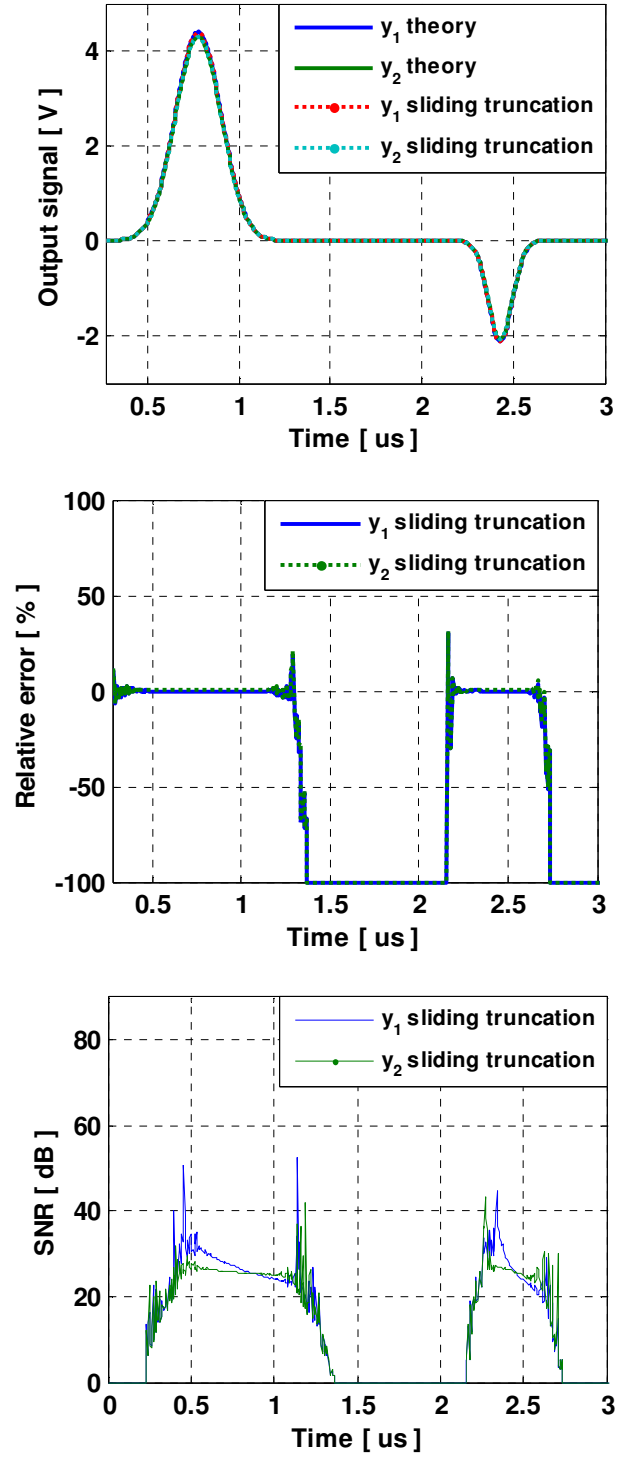 y1 theory
y2 theory
y1 sliding truncation
y2 sliding truncation
Output signal [ V ]
4
2
0
-2
0.5 1 1.5 2 2.5 3
Time [ us ]
y1 sliding truncation
y2 sliding truncation
Relative error [ % ]
100
50
0
-50
-100
0.5 1 1.5 2 2.5 3
Time [ us ]
y1 sliding truncation
y2 sliding truncation
SNR [ dB ]
80
60
40
20
0
0 0.5 1 1.5 2 2.5 3
Time [ us ]